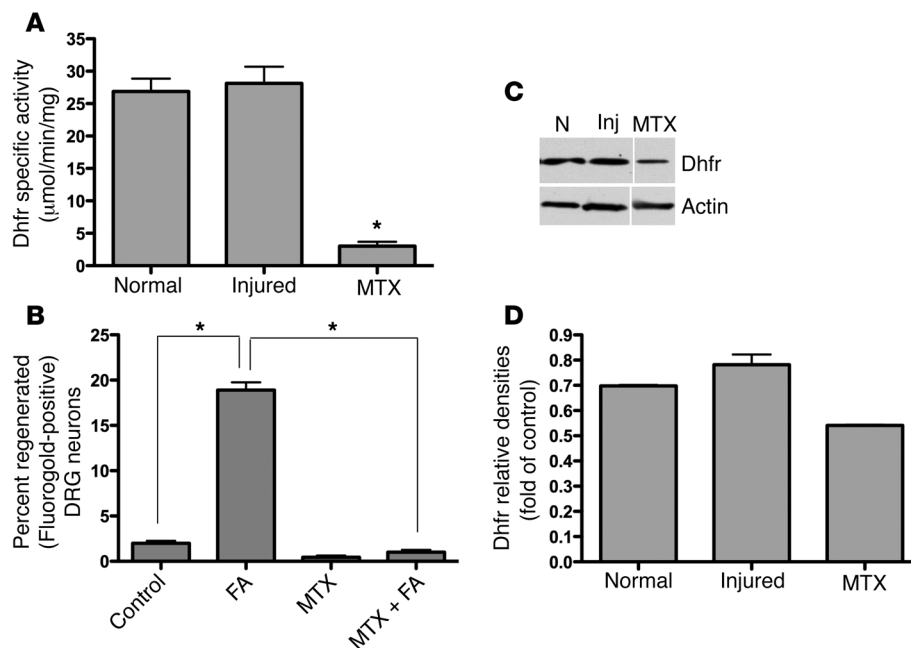 A
Dhfr specific activity
(μmol/min/mg)
35
30
25
20
15
10
5
0
*
Normal Injured MTX
B
Percent regenerated
(Fluorogold-positive)
DRG neurons
25
20
15
10
5
0
* *
Control FA MTX MTX + FA
C
N Inj MTX
Dhfr
Actin
D
Dhfr relative densities
(fold of control)
0.9
0.8
0.7
0.6
0.5
0.4
0.3
0.2
0.1
0.0
Normal Injured MTX